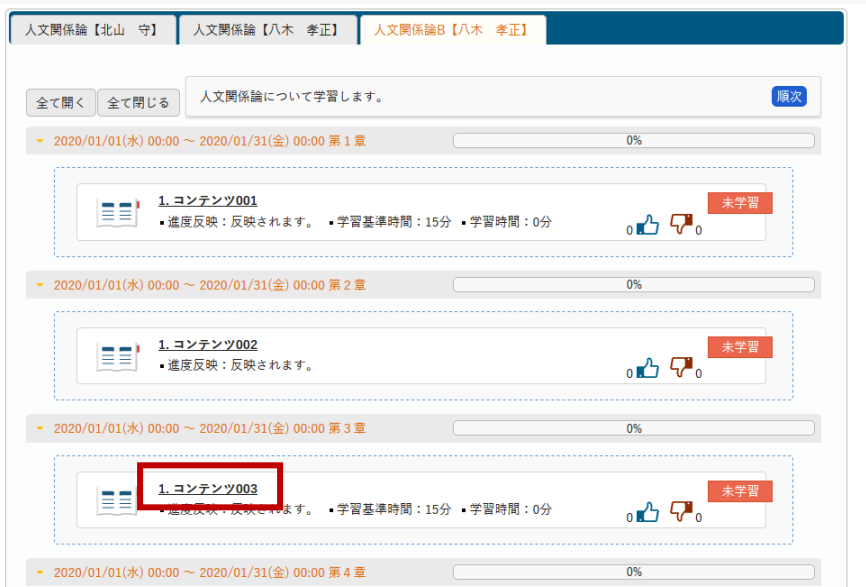 人文関係論【北山　守】 人文関係論【八木　孝正】 人文関係論B【八木　孝正】
全て開く 全て閉じる 人文関係論について学習します。 順次
2020/01/01(水) 00:00 ～ 2020/01/31(金) 00:00 第１章 0%
1. コンテンツ001 未学習
▪進度反映：反映されます。 ▪学習基準時間：15分 ▪学習時間：0分 0 0
2020/01/01(水) 00:00 ～ 2020/01/31(金) 00:00 第２章 0%
1. コンテンツ002 未学習
▪進度反映：反映されます。 0 0
2020/01/01(水) 00:00 ～ 2020/01/31(金) 00:00 第３章 0%
1. コンテンツ003 未学習
▪進度反映：反映されます。 ▪学習基準時間：15分 ▪学習時間：0分 0 0
2020/01/01(水) 00:00 ～ 2020/01/31(金) 00:00 第４章 0%